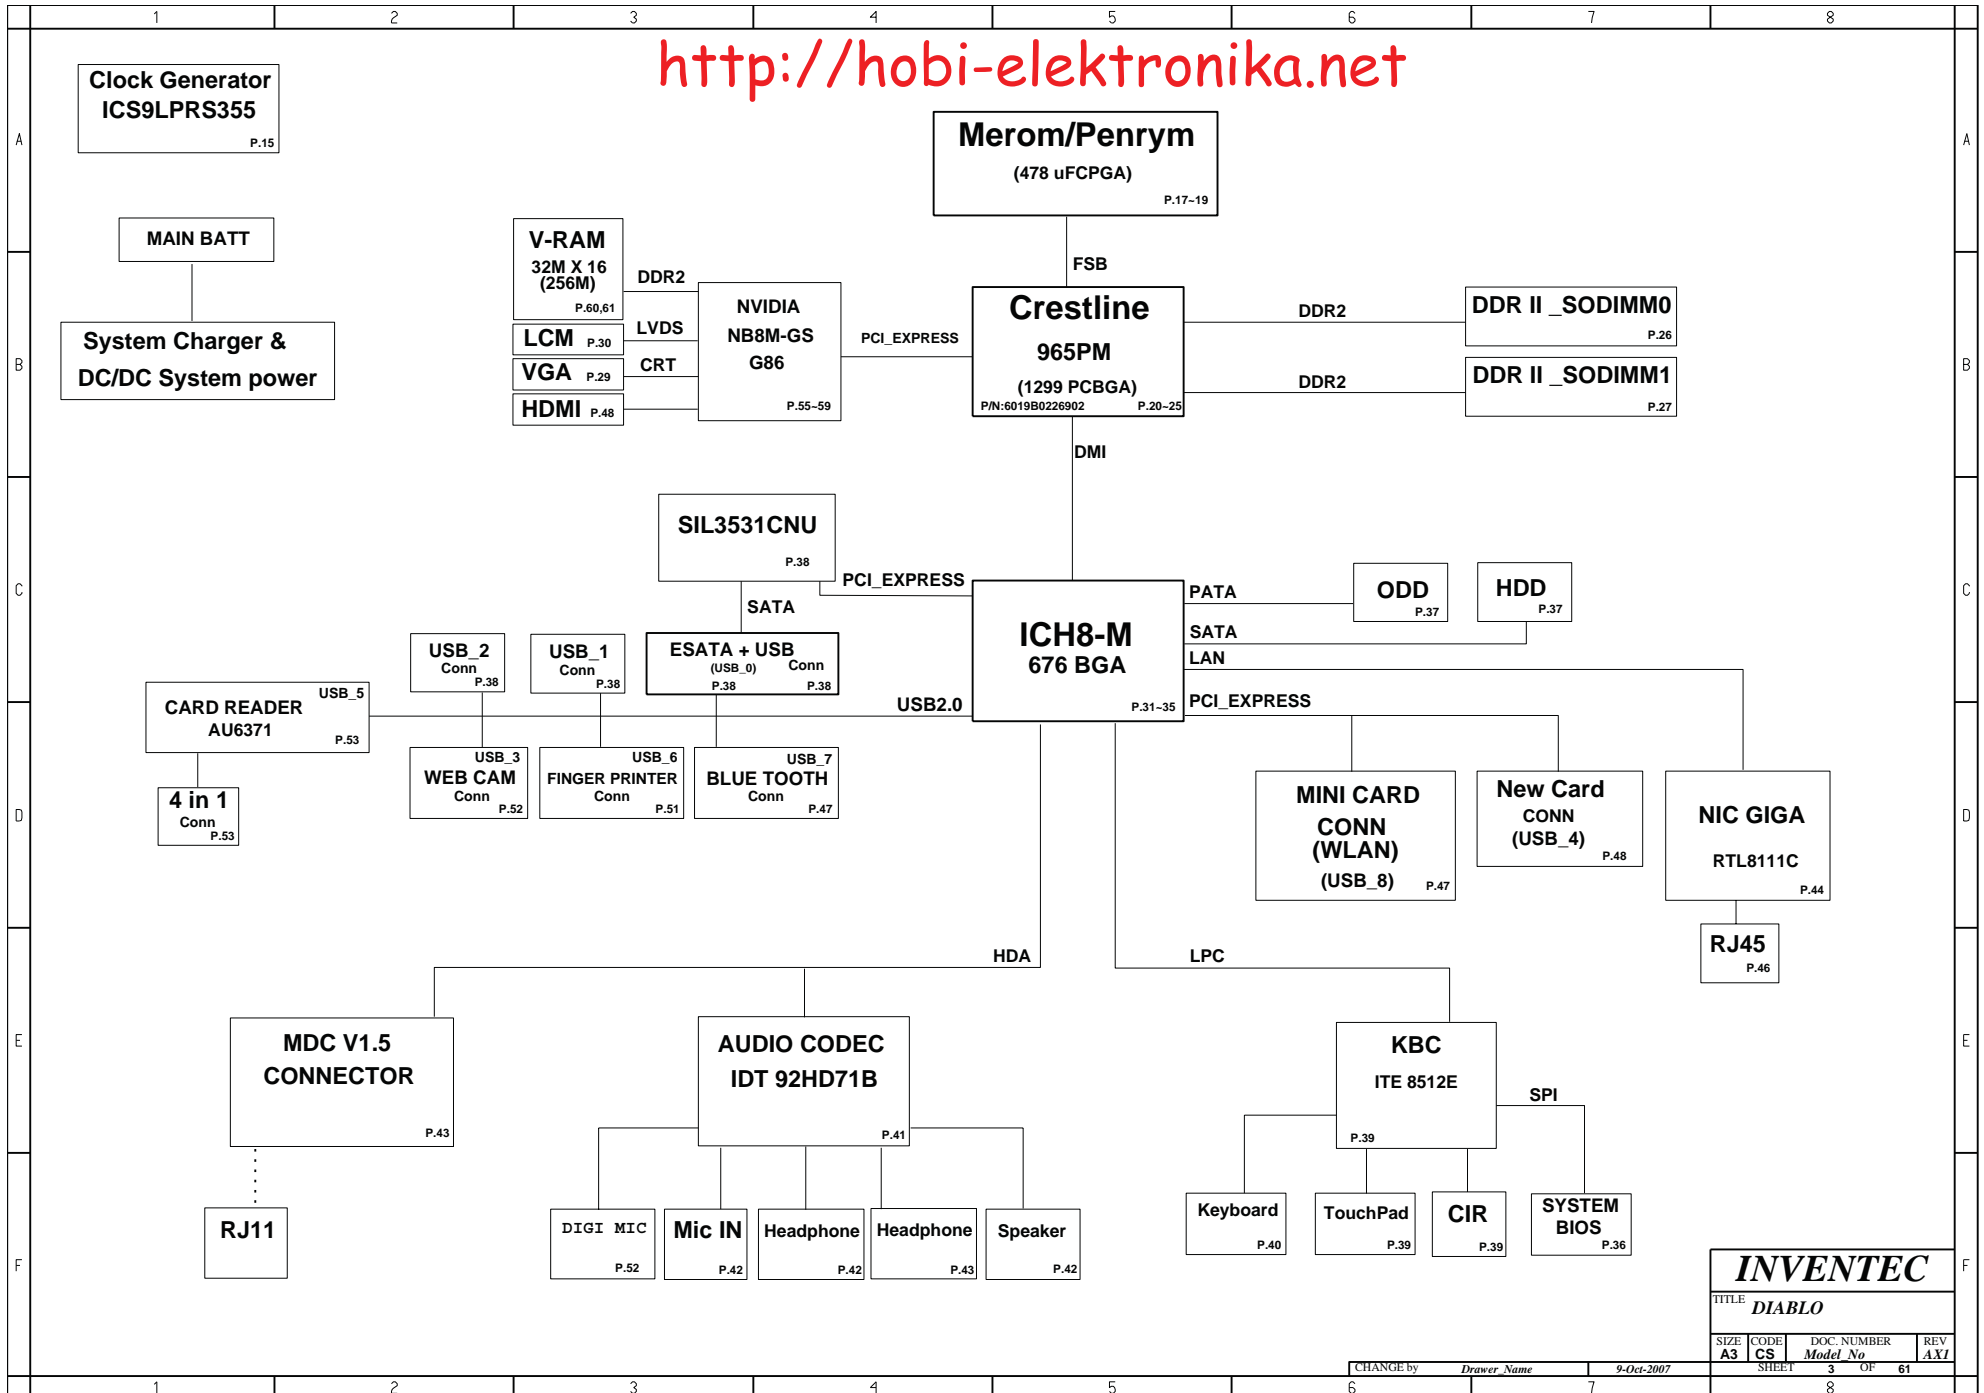 1 2 3 4 5 6 7 8
http://hobi-elektronika.net
Clock Generator
ICS9LPRS355
P.15
A
A
Merom/Penrym
(478 uFCPGA)
P.17~19
MAIN BATT
System Charger &
DC/DC System power
V-RAM
32M X 16
(256M)
P.60,61
DDR2
LCM P.30
LVDS
VGA P.29
CRT
HDMI P.48
NVIDIA
NB8M-GS
G86
P.55~59
PCI_EXPRESS
FSB
Crestline
965PM
(1299 PCBGA)
P/N:6019B0226902 P.20~25
DDR2
DDR II _SODIMM0
P.26
DDR2
DDR II _SODIMM1
P.27
B
B
DMI
SIL3531CNU
P.38
PCI_EXPRESS
SATA
C
C
ICH8-M
676 BGA
P.31~35
PATA
ODD
P.37
HDD
P.37
SATA
LAN
PCI_EXPRESS
USB_2
Conn
P.38
USB_1
Conn
P.38
ESATA + USB
(USB_0) Conn
P.38 P.38
USB2.0
USB_5
CARD READER
AU6371
P.53
4 in 1
Conn
P.53
USB_3
WEB CAM
Conn
P.52
USB_6
FINGER PRINTER
Conn
P.51
USB_7
BLUE TOOTH
Conn
P.47
MINI CARD
CONN
(WLAN)
(USB_8) P.47
New Card
CONN
(USB_4)
P.48
NIC GIGA
RTL8111C
P.44
RJ45
P.46
D
D
HDA
LPC
MDC V1.5
CONNECTOR
P.43
AUDIO CODEC
IDT 92HD71B
P.41
KBC
ITE 8512E
P.39
SPI
E
E
RJ11
DIGI MIC
P.52
Mic IN
P.42
Headphone
P.42
Headphone
P.43
Speaker
P.42
Keyboard
P.40
TouchPad
P.39
CIR
P.39
SYSTEM
BIOS
P.36
F
F
INVENTEC
TITLE DIABLO
SIZE CODE DOC. NUMBER REV
A3 CS Model_No AX1
CHANGE by Drawer_Name 9-Oct-2007 SHEET 3 OF 61
1 2 3 4 5 6 7 8